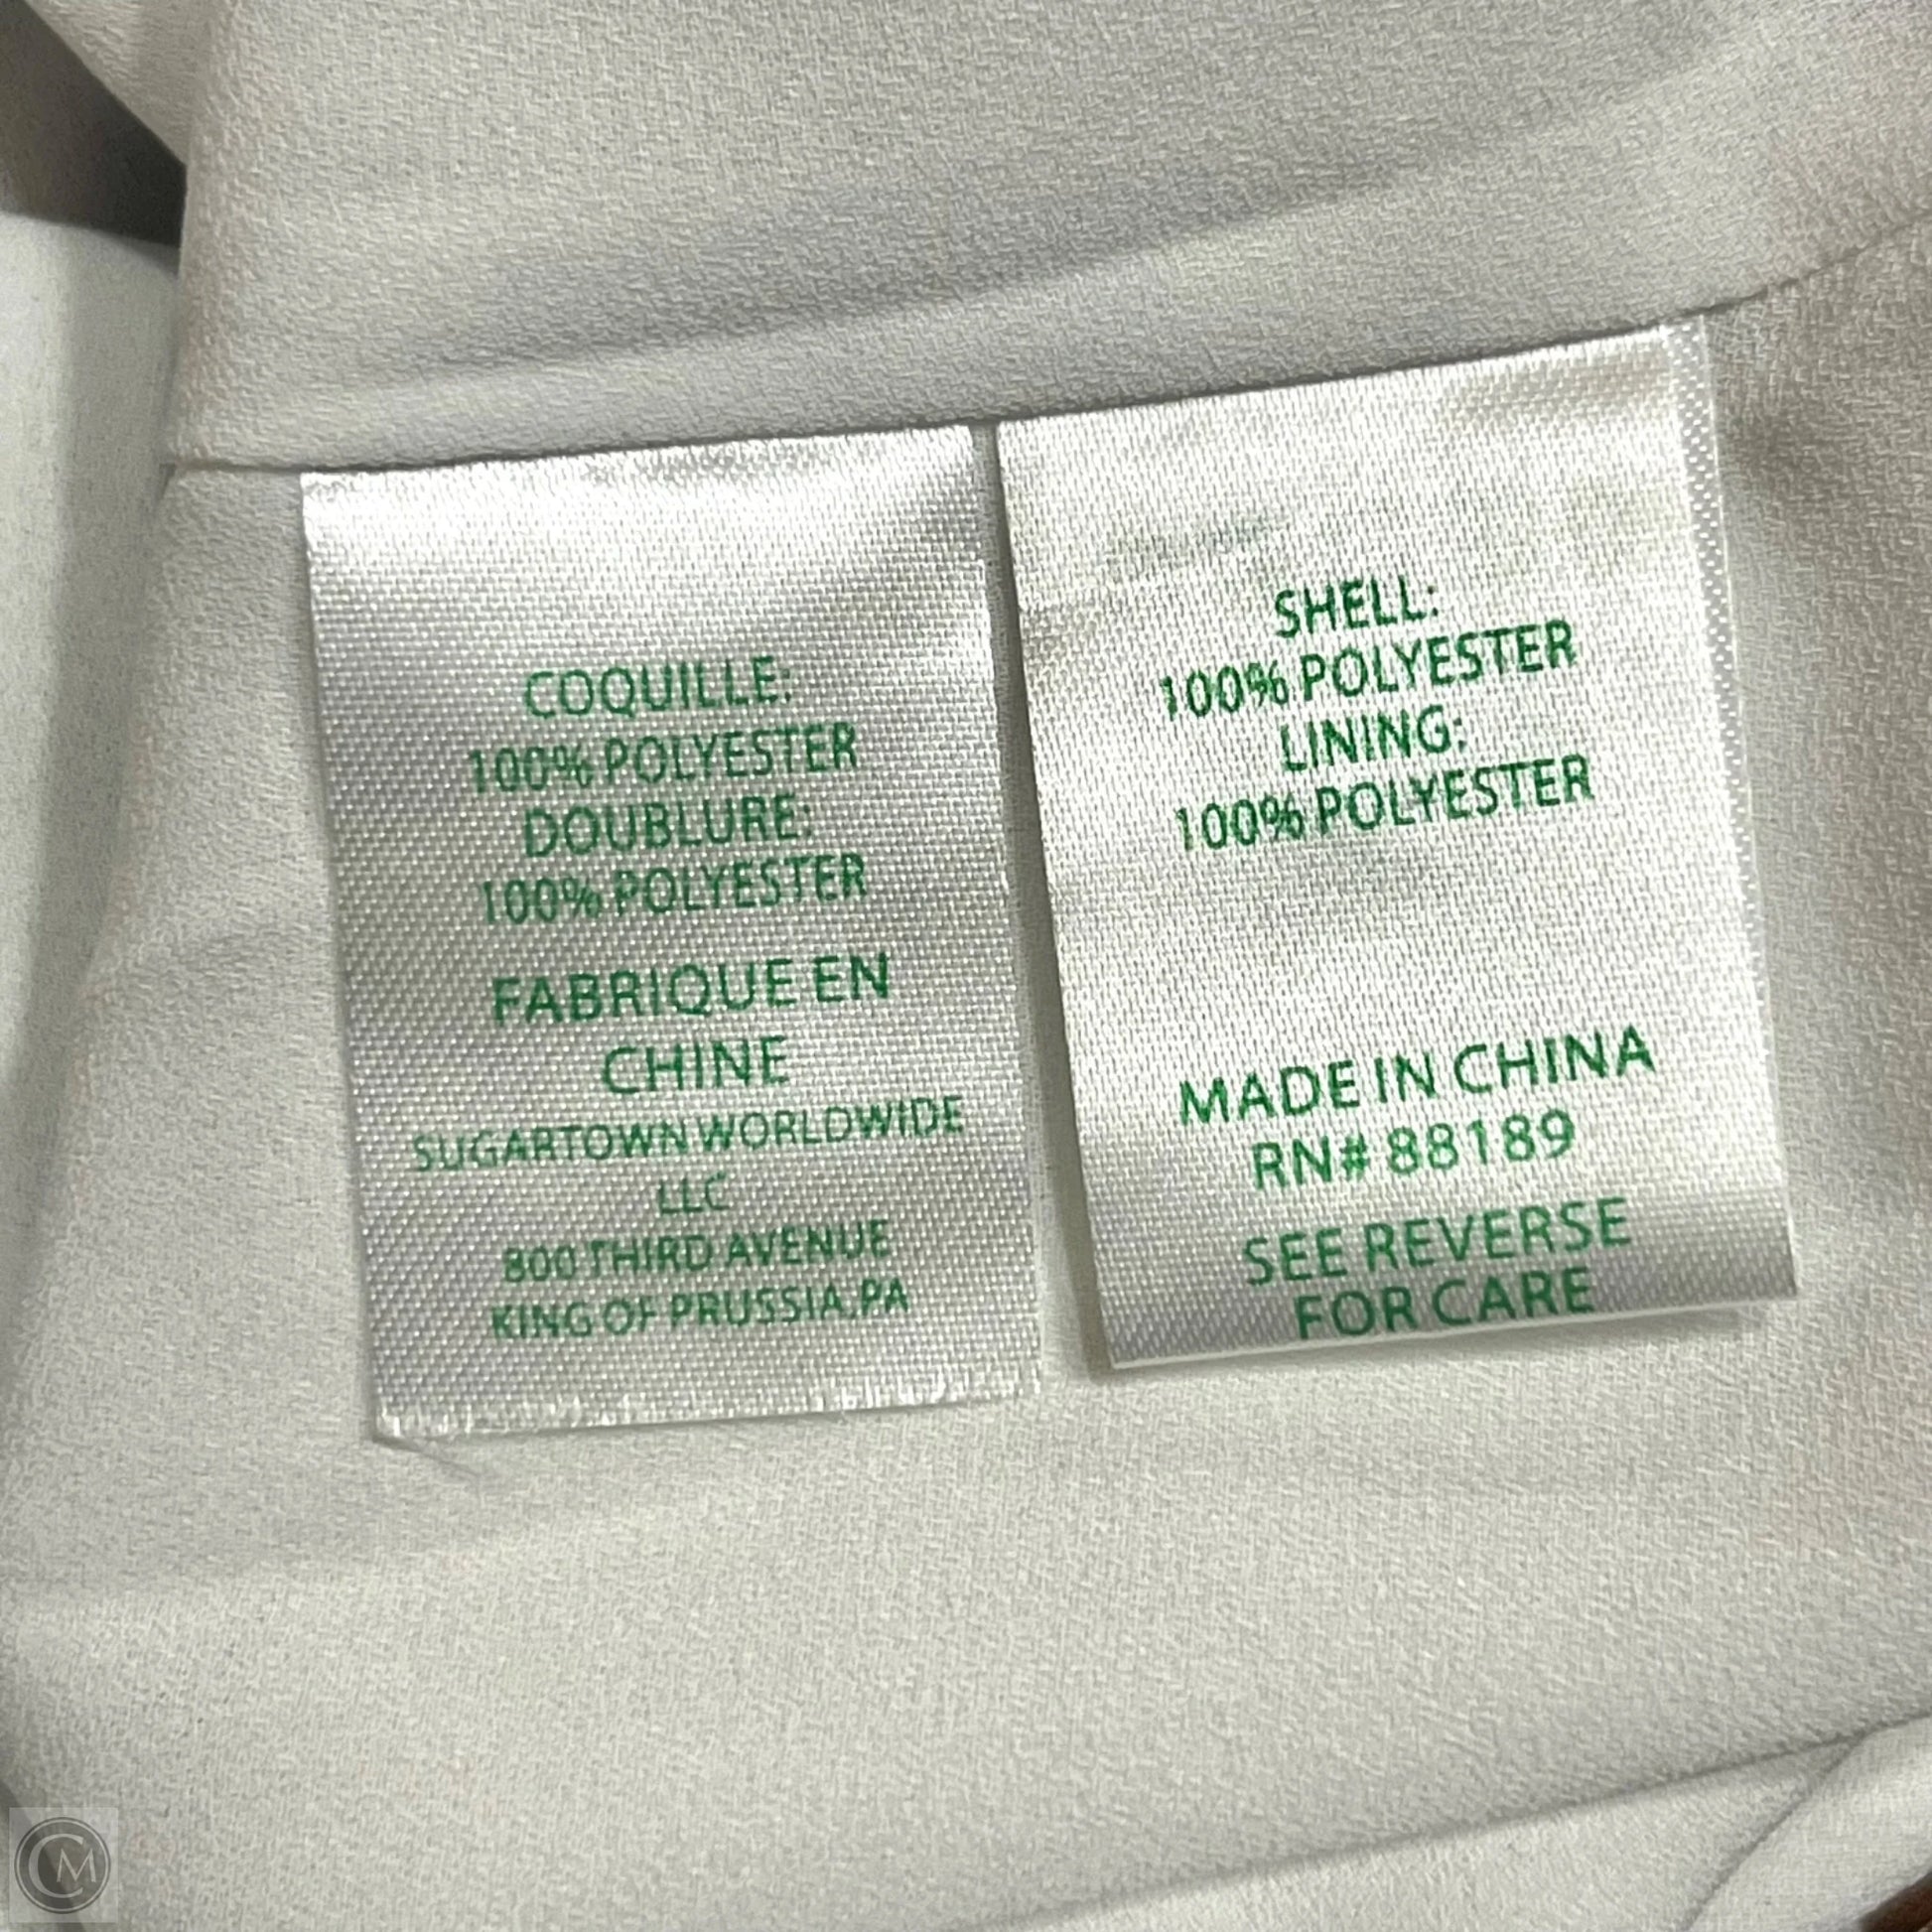 COQUILLE:
100% POLYESTER
DOUBLURE:
100% POLYESTER
FABRIQUE EN
CHINE
SUGARTOWN WORLDWIDE
LLC
800 THIRD AVENUE
KING OF PRUSSIA, PA
SHELL:
100% POLYESTER
LINING:
100% POLYESTER
MADE IN CHINA
RN# 88189
SEE REVERSE
FOR CARE
CM